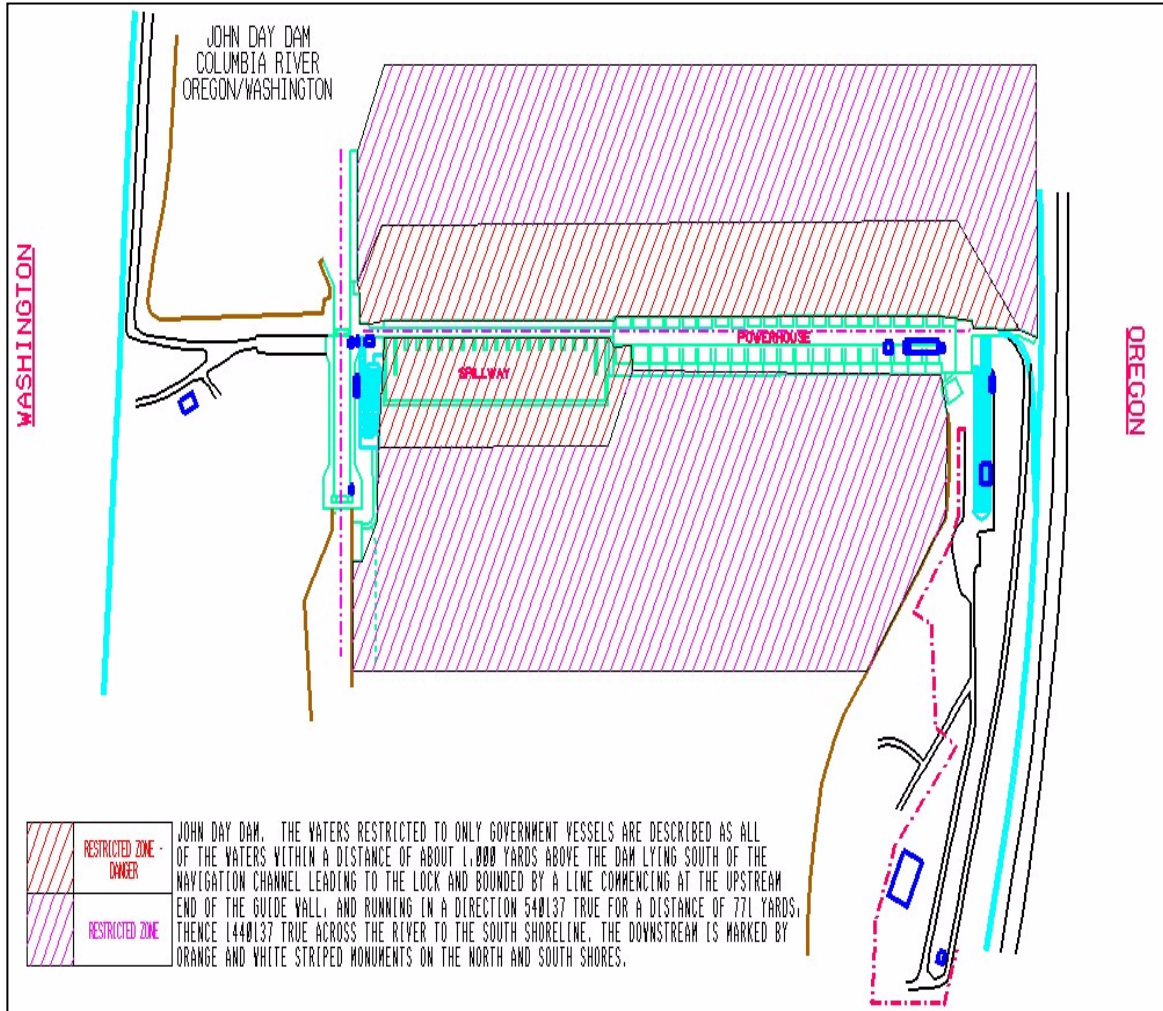 JOHN DAY DAM
COLUMBIA RIVER
OREGON/WASHINGTON
WASHINGTON
OREGON
POWERHOUSE
SPILLWAY
RESTRICTED ZONE -
DANGER
RESTRICTED ZONE
JOHN DAY DAM. THE WATERS RESTRICTED TO ONLY GOVERNMENT VESSELS ARE DESCRIBED AS ALL
OF THE WATERS WITHIN A DISTANCE OF ABOUT 1,000 YARDS ABOVE THE DAM LYING SOUTH OF THE
NAVIGATION CHANNEL LEADING TO THE LOCK AND BOUNDED BY A LINE COMMENCING AT THE UPSTREAM
END OF THE GUIDE WALL, AND RUNNING IN A DIRECTION 540137 TRUE FOR A DISTANCE OF 771 YARDS,
THENCE 1440137 TRUE ACROSS THE RIVER TO THE SOUTH SHORELINE. THE DOWNSTREAM IS MARKED BY
ORANGE AND WHITE STRIPED MONUMENTS ON THE NORTH AND SOUTH SHORES.